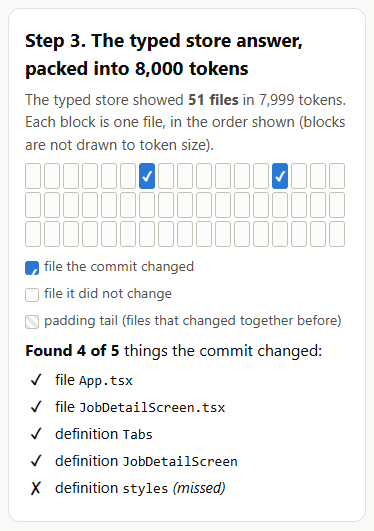 Step 3. The typed store answer,
packed into 8,000 tokens
The typed store showed 51 files in 7,999 tokens.
Each block is one file, in the order shown (blocks
are not drawn to token size).
✓ ✓
✓ file the commit changed
file it did not change
padding tail (files that changed together before)
Found 4 of 5 things the commit changed:
✓ file App.tsx
✓ file JobDetailScreen.tsx
✓ definition Tabs
✓ definition JobDetailScreen
✗ definition styles (missed)